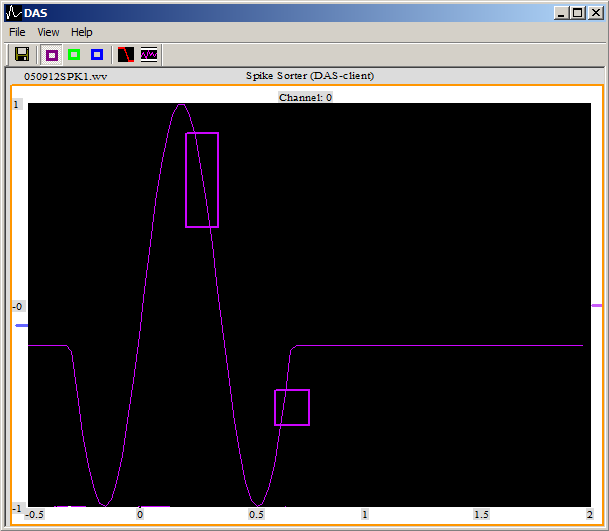 DAS
File View Help
050912SPK1.wv Spike Sorter (DAS-client)
Channel: 0
1
-0
-1
-0.5 0 0.5 1 1.5 2